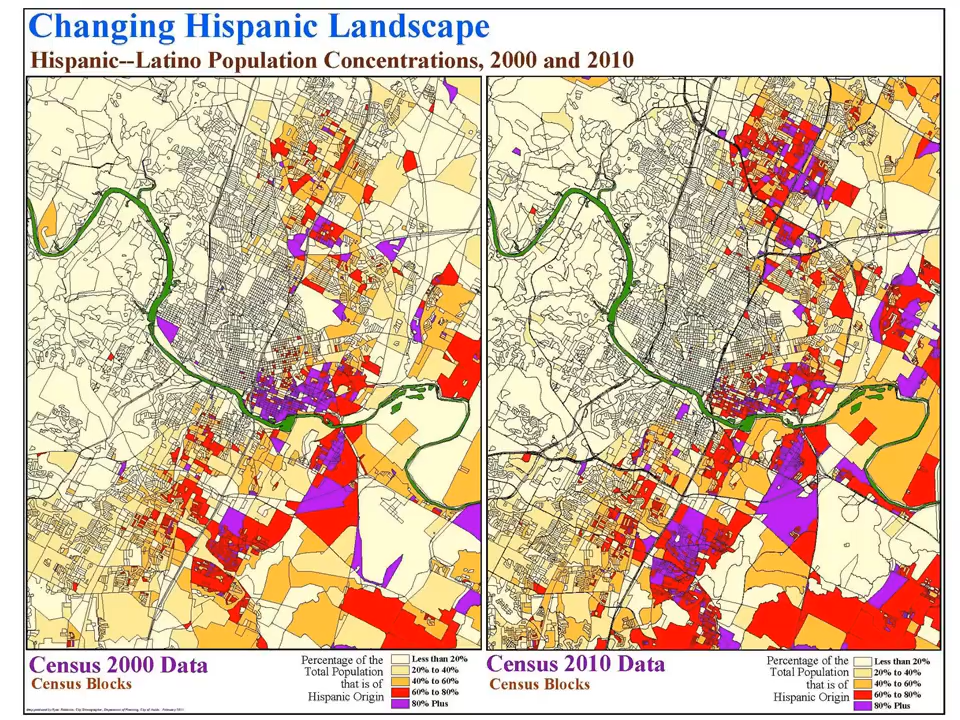 Changing Hispanic Landscape
Hispanic--Latino Population Concentrations, 2000 and 2010
Census 2000 Data
Census Blocks
Percentage of the
Total Population
that is of
Hispanic Origin
Less than 20%
20% to 40%
40% to 60%
60% to 80%
80% Plus
Census 2010 Data
Census Blocks
Percentage of the
Total Population
that is of
Hispanic Origin
Less than 20%
20% to 40%
40% to 60%
60% to 80%
80% Plus